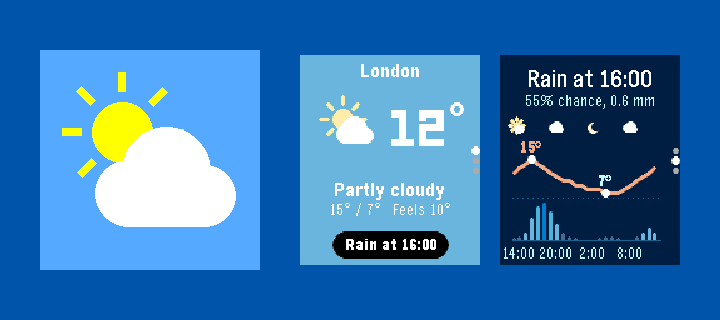 London
12°
Partly cloudy
15° / 7° Feels 10°
Rain at 16:00
Rain at 16:00
55% chance, 0.6 mm
15°
7°
14:00 20:00 2:00 8:00